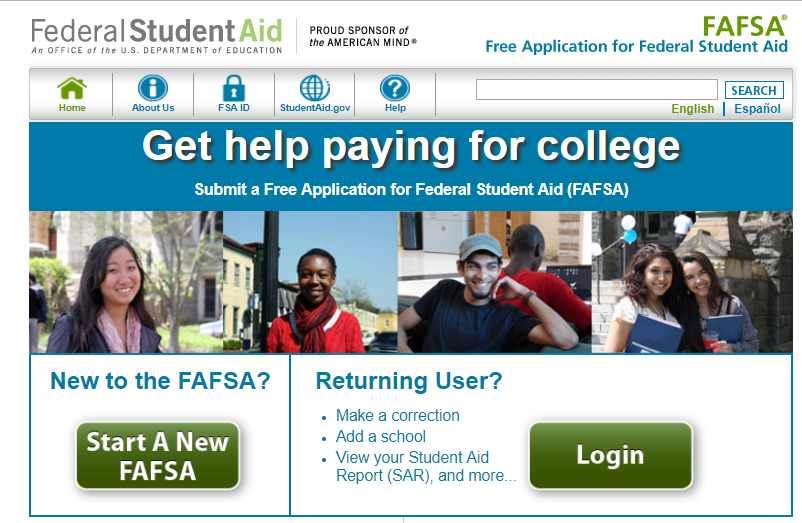 Federal Student Aid
An OFFICE of the U.S. DEPARTMENT of EDUCATION
PROUD SPONSOR of
the AMERICAN MIND®
FAFSA®
Free Application for Federal Student Aid
Home
About Us
FSA ID
StudentAid.gov
Help
SEARCH
English | Español
Get help paying for college
Submit a Free Application for Federal Student Aid (FAFSA)
New to the FAFSA?
Start A New
FAFSA
Returning User?
• Make a correction
• Add a school
• View your Student Aid
Report (SAR), and more...
Login